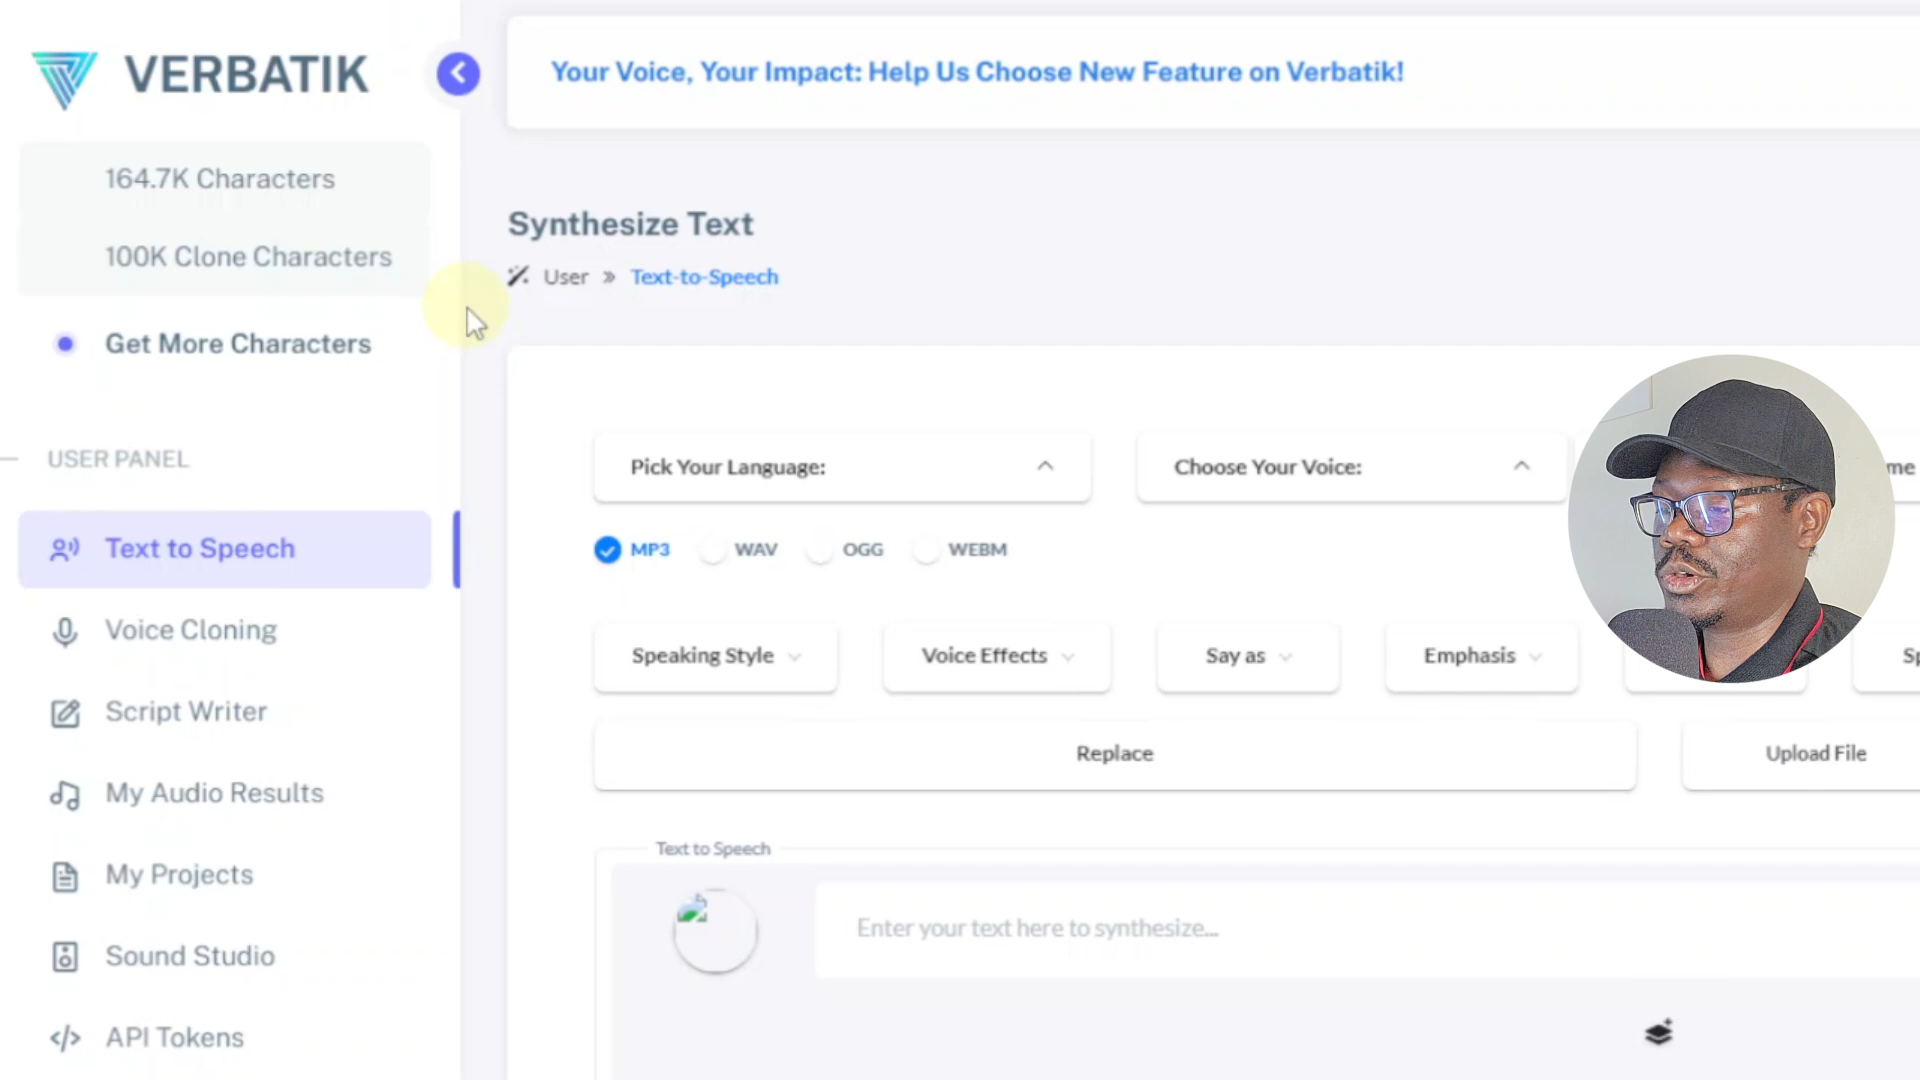 VERBATIK
Your Voice, Your Impact: Help Us Choose New Feature on Verbatik!
164.7K Characters
100K Clone Characters
Get More Characters
USER PANEL
Text to Speech
Voice Cloning
Script Writer
My Audio Results
My Projects
Sound Studio
API Tokens
Synthesize Text
User » Text-to-Speech
Pick Your Language:
Choose Your Voice:
MP3 WAV OGG WEBM
Speaking Style Voice Effects Say as Emphasis
Replace Upload File
Text to Speech
Enter your text here to synthesize...